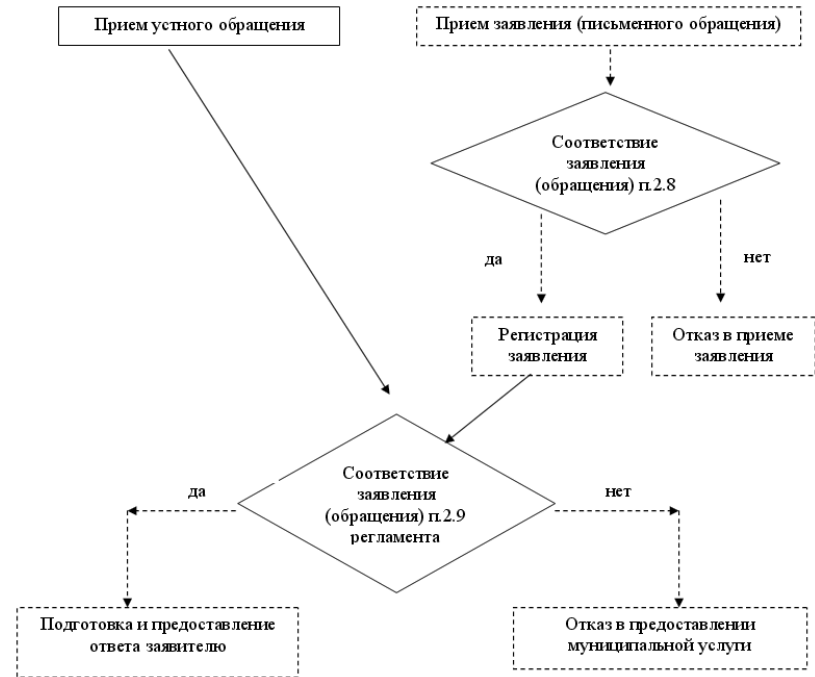 Прием устного обращения
Прием заявления (письменного обращения)
Соответствие
заявления
(обращения) п.2.8
да
нет
Регистрация
заявления
Отказ в приеме
заявления
Соответствие
заявления
(обращения) п.2.9
регламента
да
нет
Подготовка и предоставление
ответа заявителю
Отказ в предоставлении
муниципальной услуги